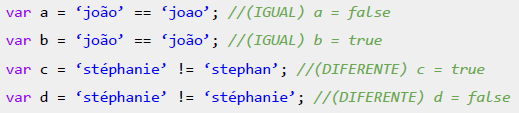 var a = ‘joão’ == ‘joao’; //(IGUAL) a = false
var b = ‘joão’ == ‘joão’; //(IGUAL) b = true
var c = ‘stéphanie’ != ‘stephan’; //(DIFERENTE) c = true
var d = ‘stéphanie’ != ‘stéphanie’; //(DIFERENTE) d = false